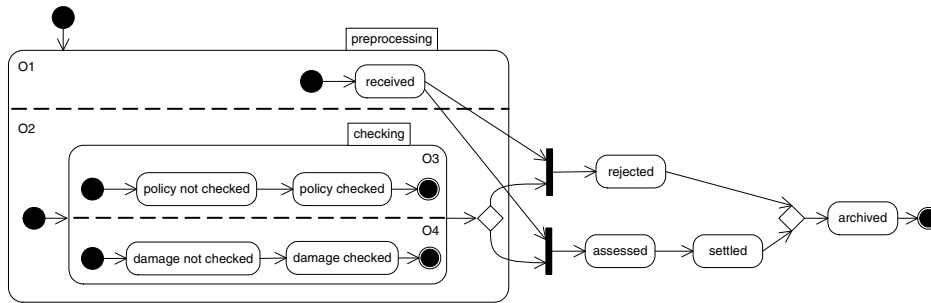 preprocessing
O1
received
O2
checking
O3
policy not checked
policy checked
O4
damage not checked
damage checked
rejected
assessed
settled
archived